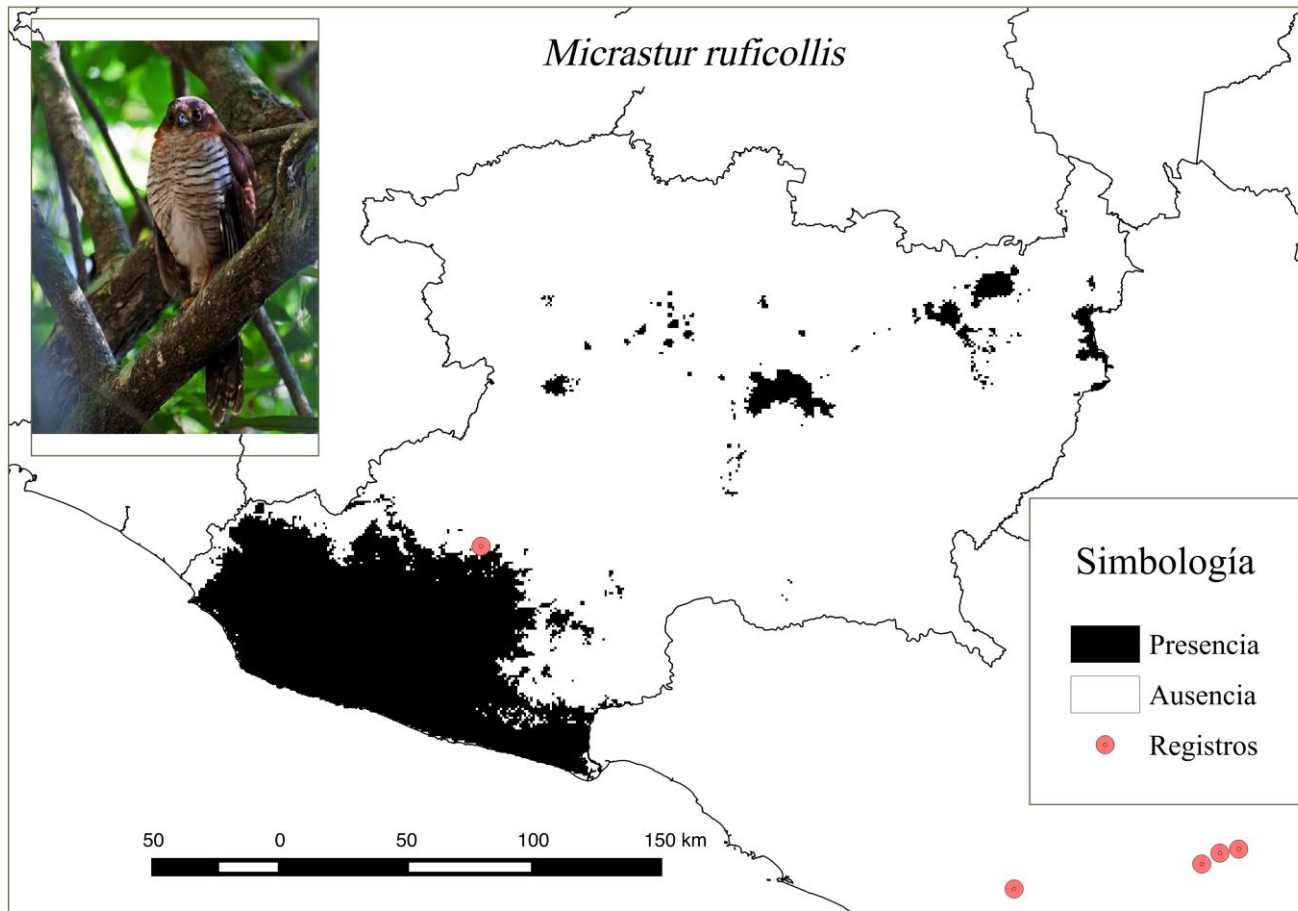 Micrastur ruficollis
Simbología
Presencia
Ausencia
Registros
50 0 50 100 150 km